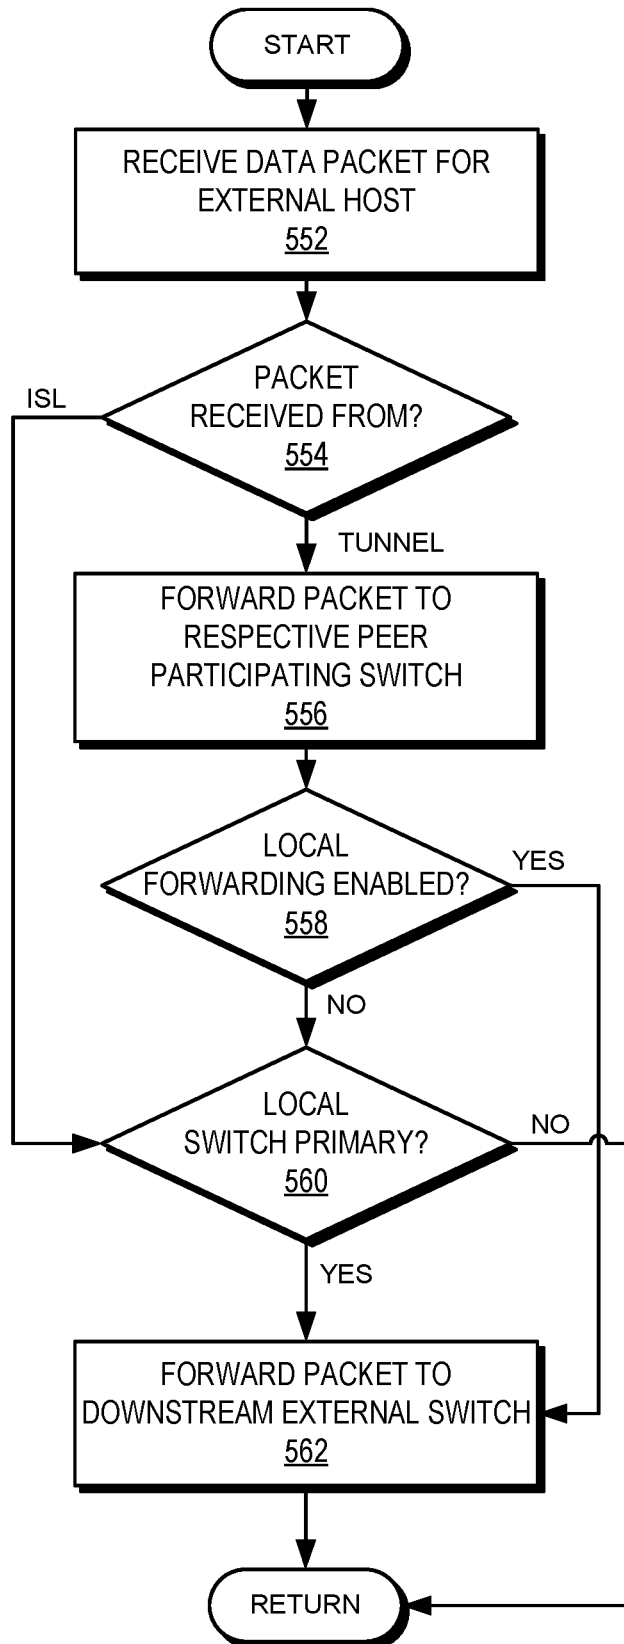 START
RECEIVE DATA PACKET FOR
EXTERNAL HOST
552
PACKET
RECEIVED FROM?
554
ISL
TUNNEL
FORWARD PACKET TO
RESPECTIVE PEER
PARTICIPATING SWITCH
556
LOCAL
FORWARDING ENABLED?
558
YES
NO
LOCAL
SWITCH PRIMARY?
560
NO
YES
FORWARD PACKET TO
DOWNSTREAM EXTERNAL SWITCH
562
RETURN